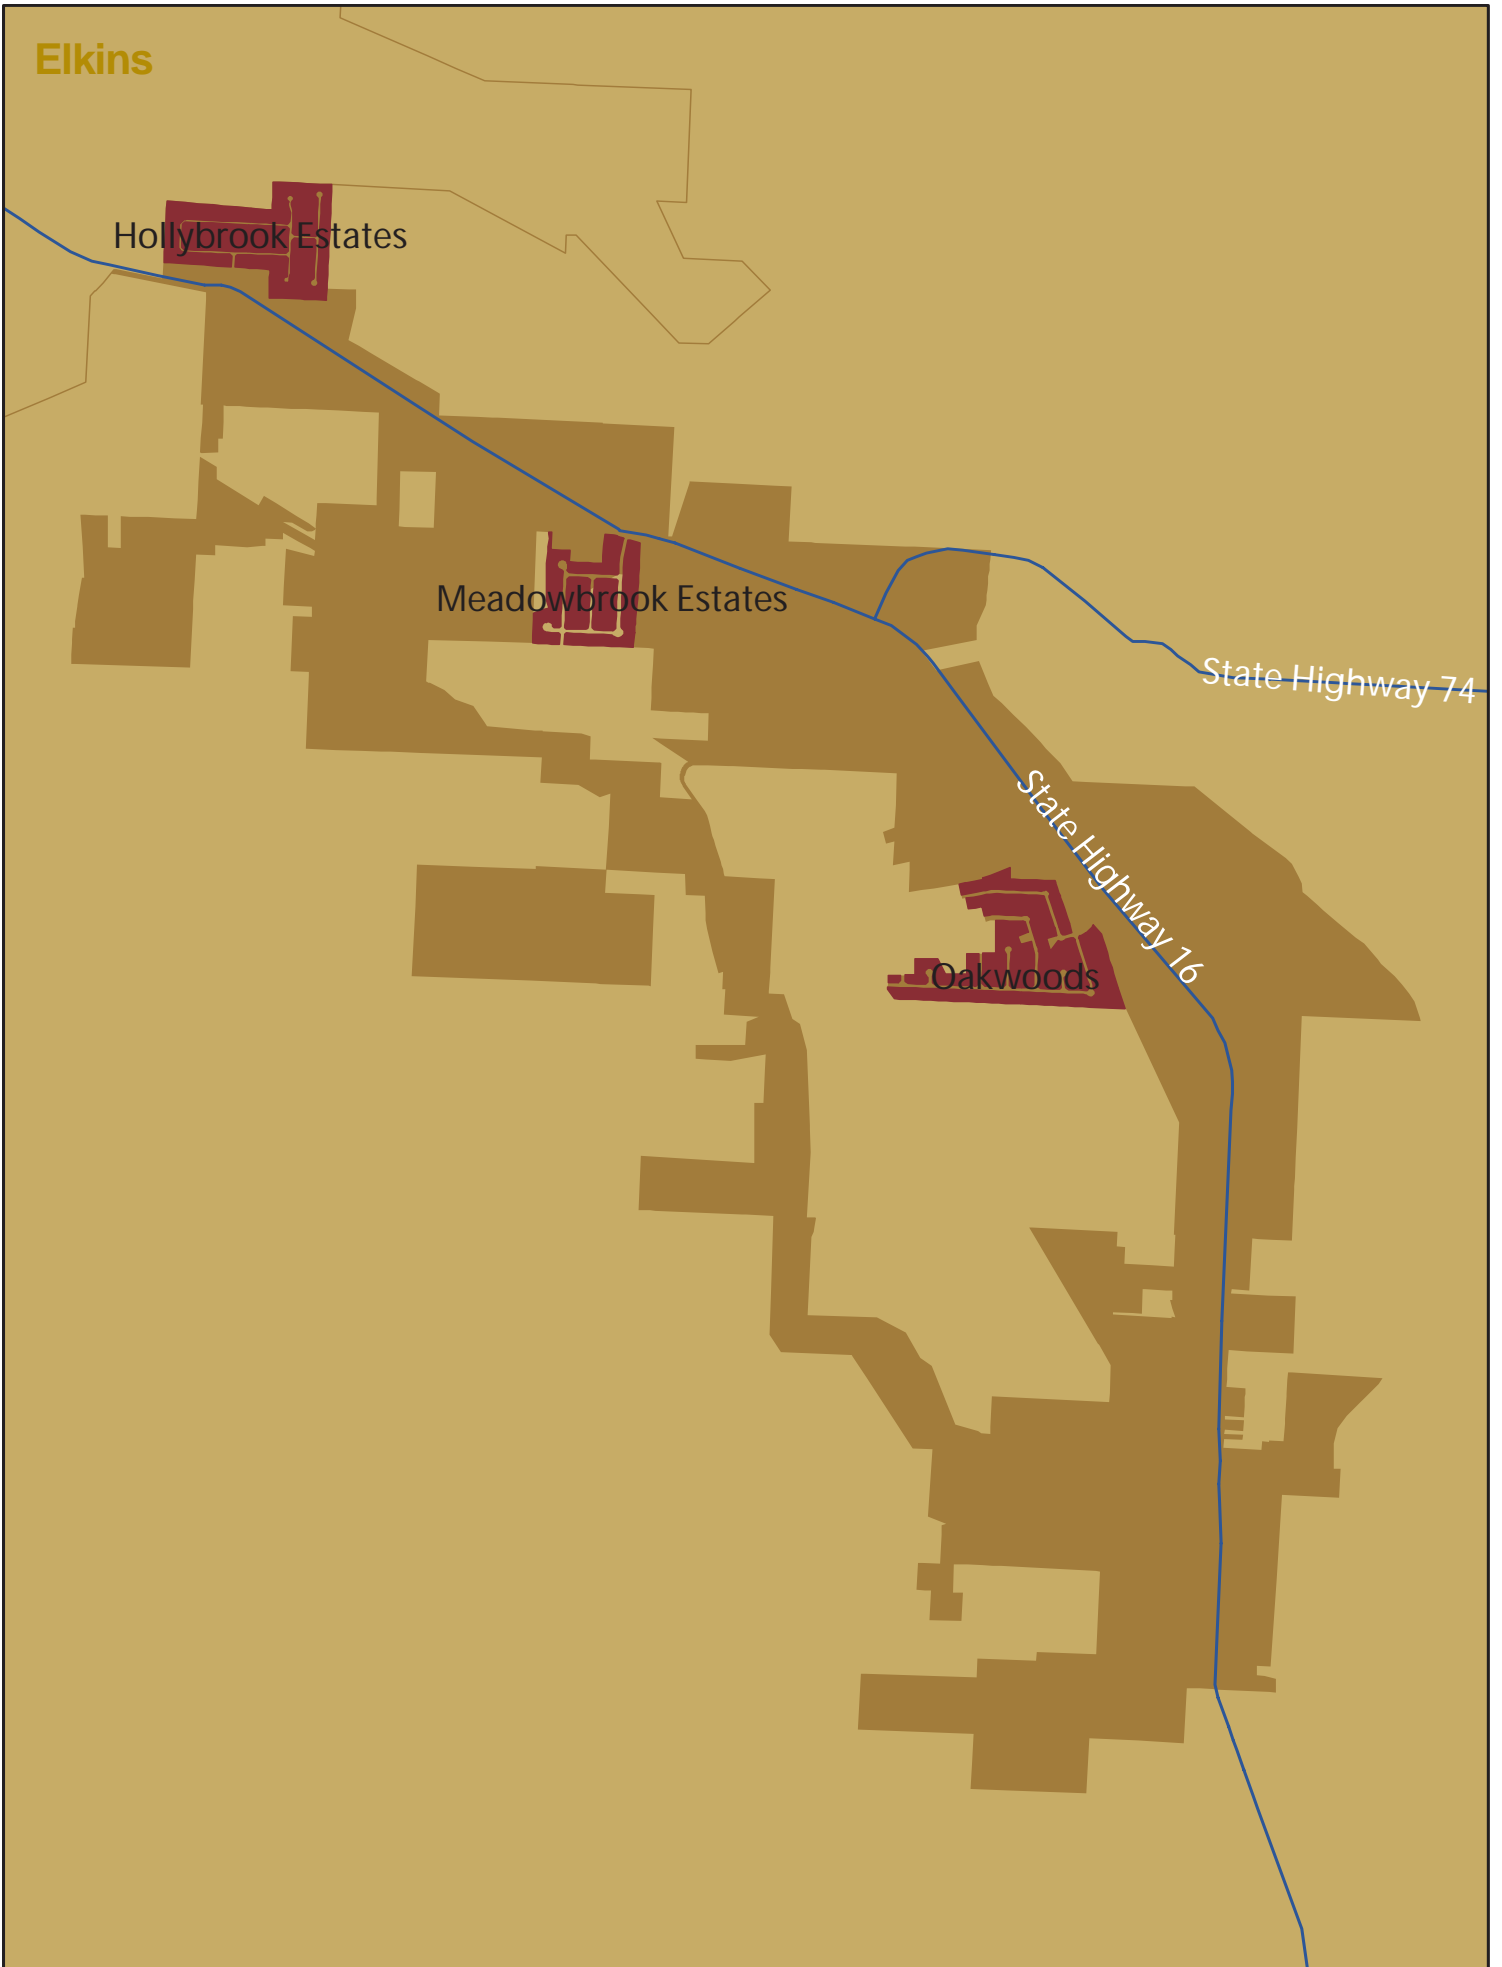 Elkins
Hollybrook Estates
Meadowbrook Estates
State Highway 74
State Highway 16
Oakwoods